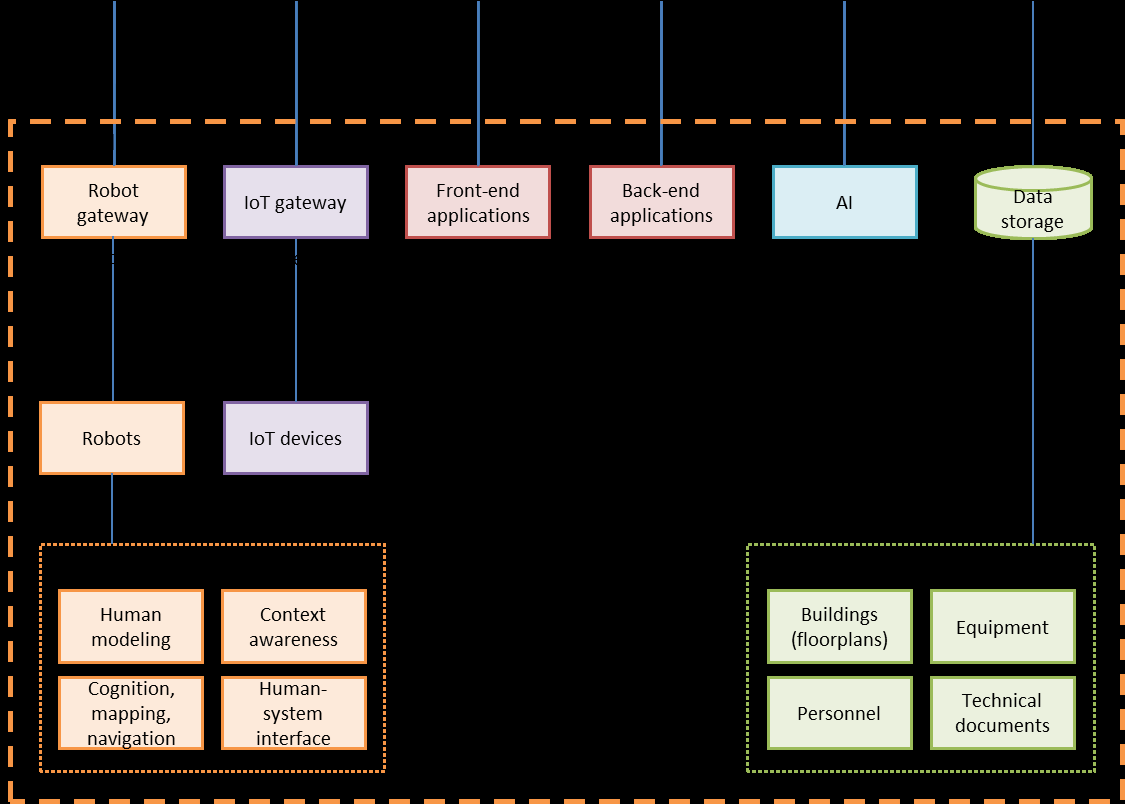 Robot
gateway
IoT gateway
Front-end
applications
Back-end
applications
AI
Data
storage
Robots
IoT devices
Human
modeling
Context
awareness
Cognition,
mapping,
navigation
Human-
system
interface
Buildings
(floorplans)
Equipment
Personnel
Technical
documents